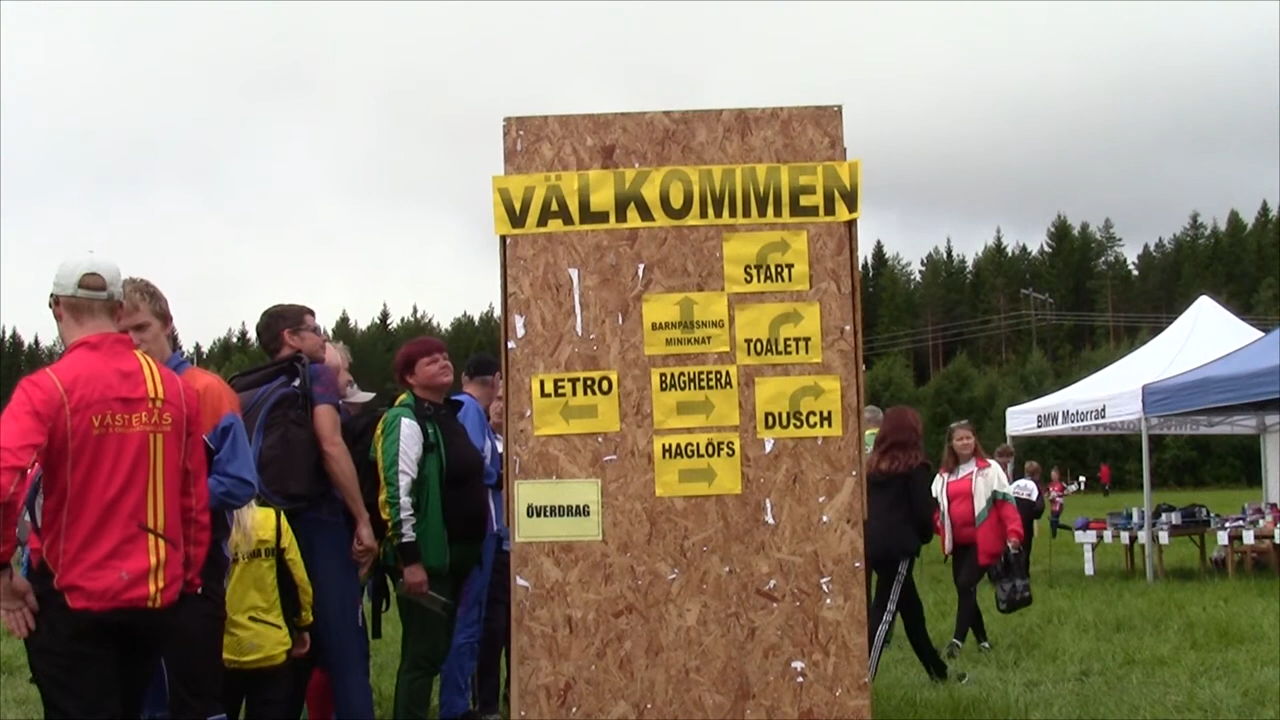 VÄLKOMMEN
START
BARNPASSNING
MINIKNAT
TOALETT
LETRO
BAGHEERA
DUSCH
HAGLÖFS
ÖVERDRAG
VÄSTERÅS
BMW Motorrad